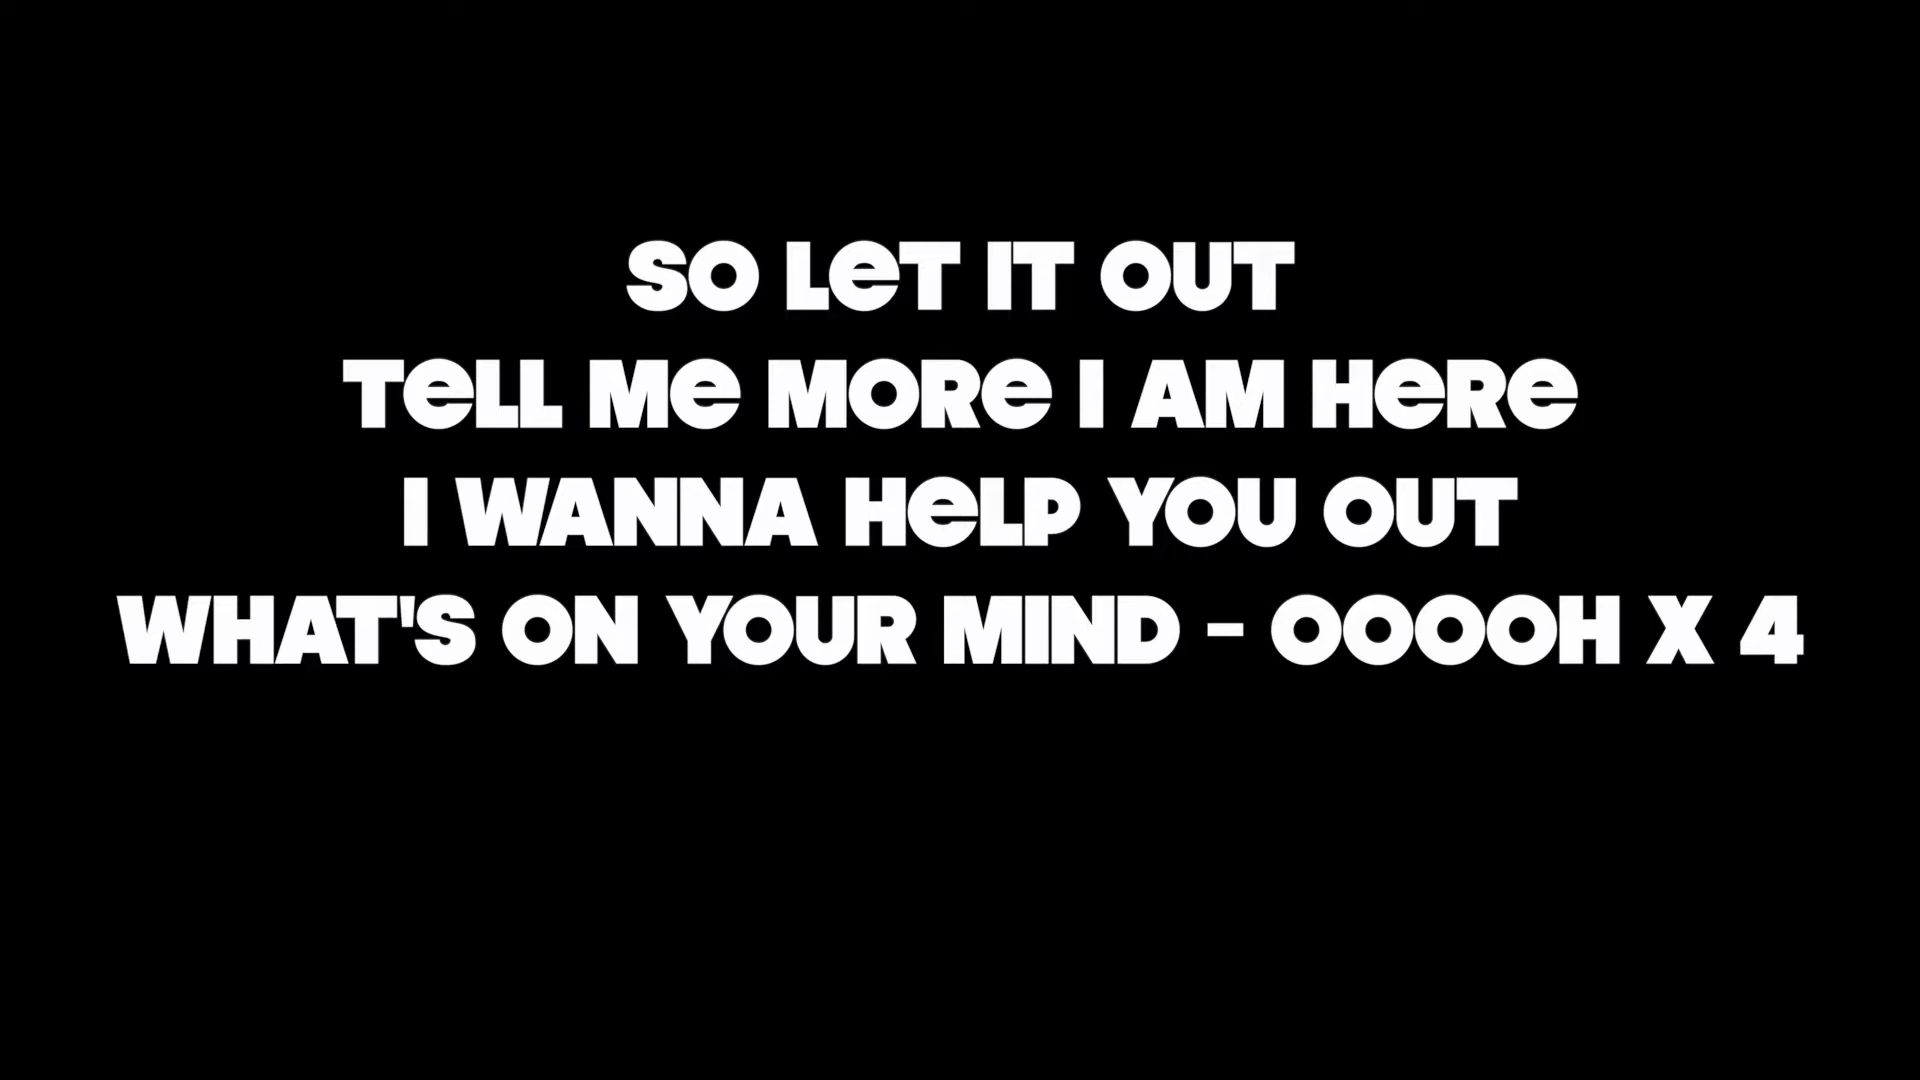 SO LeT IT OUT
TeLL Me MORe I AM HeRe
I WANNA HeLP YOU OUT
WHAT'S ON YOUR MIND - OOOOH X 4